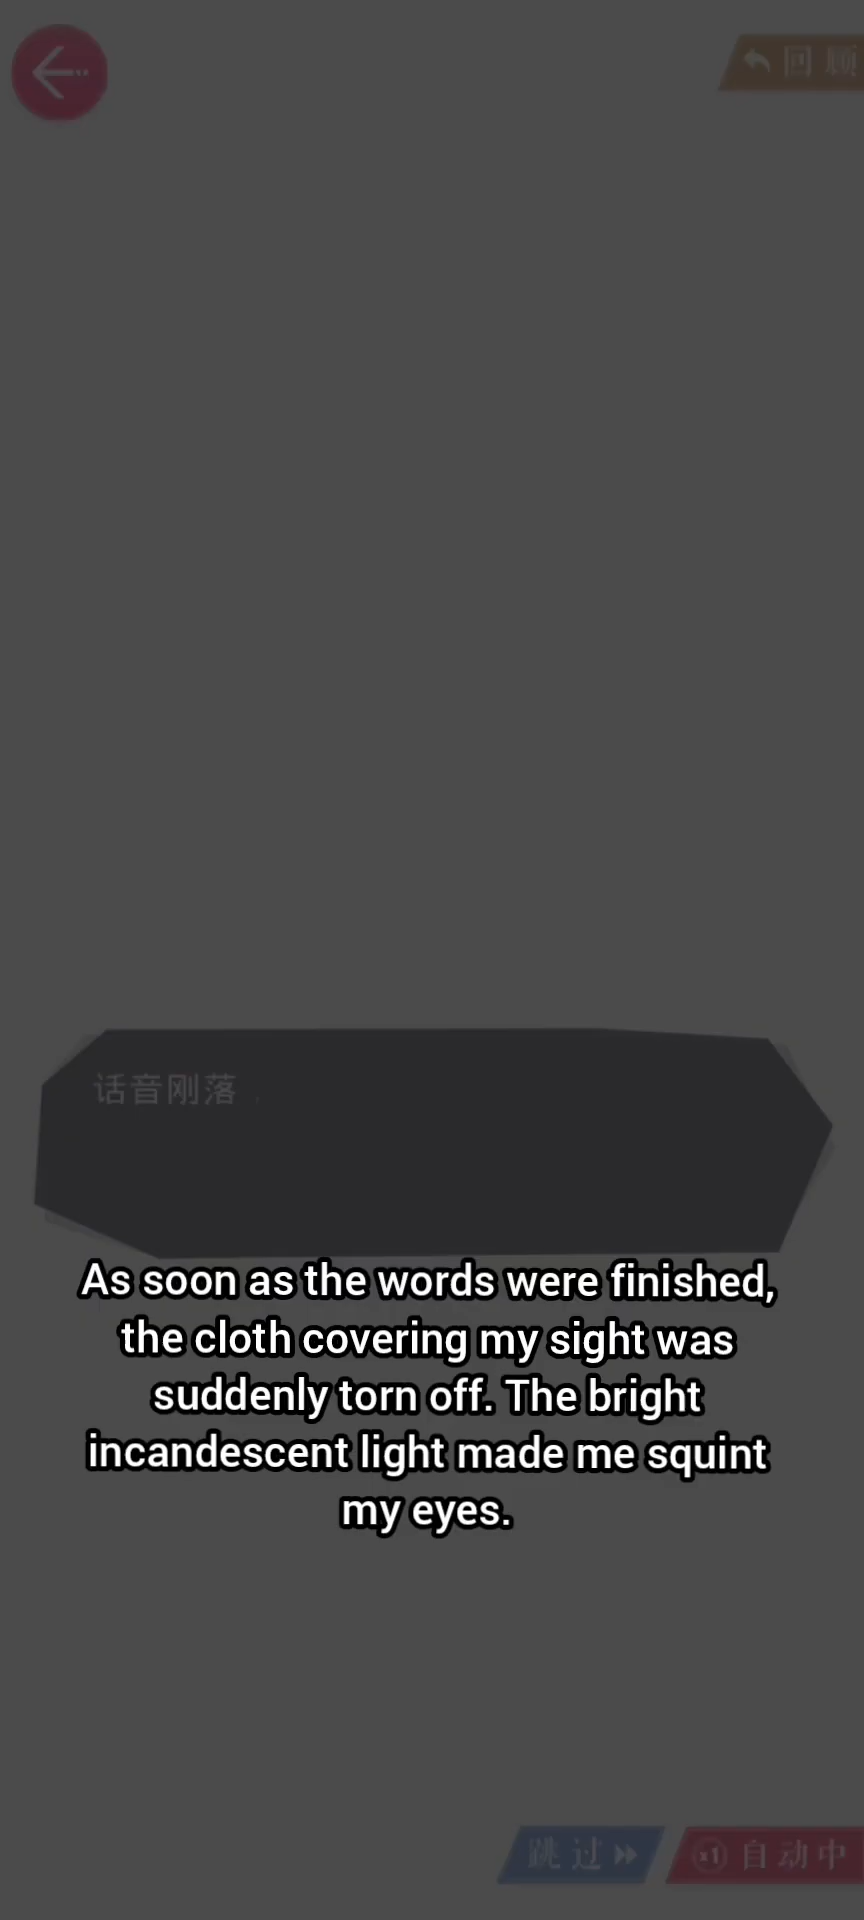 回顾
话音刚落，
As soon as the words were finished,
the cloth covering my sight was
suddenly torn off. The bright
incandescent light made me squint
my eyes.
跳过
x1 自动中